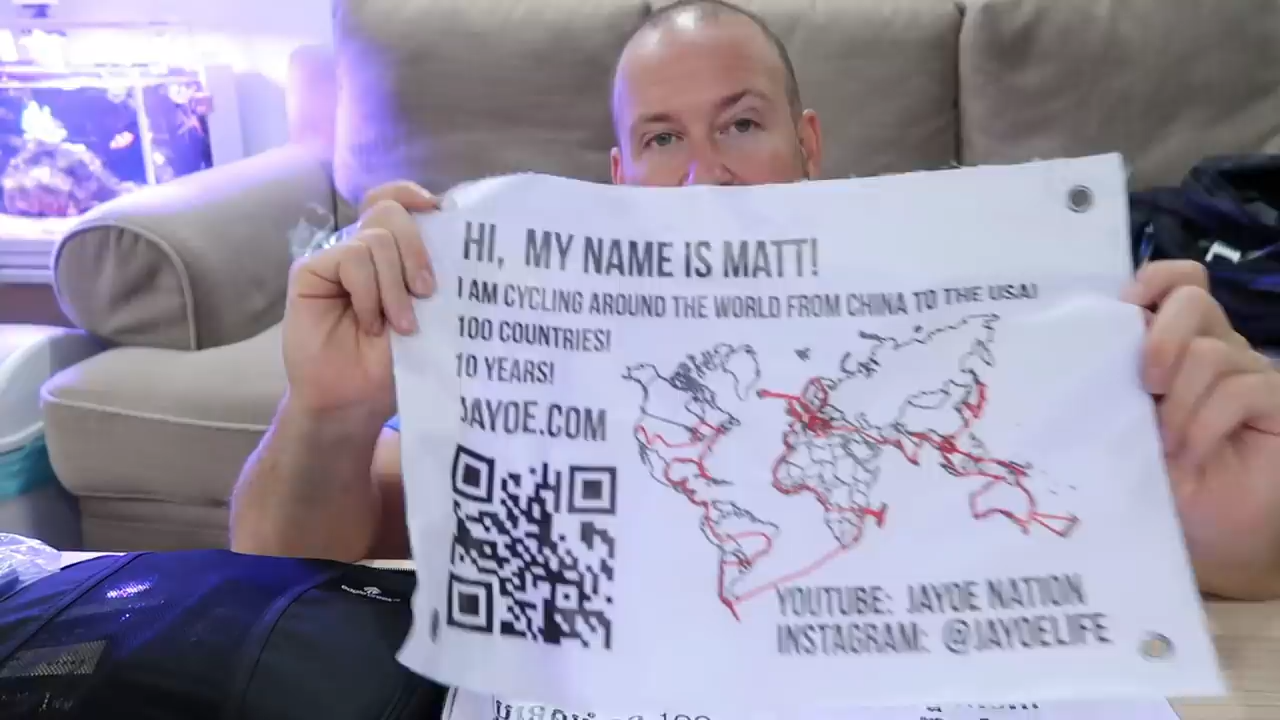 HI, MY NAME IS MATT!
I AM CYCLING AROUND THE WORLD FROM CHINA TO THE USA!
100 COUNTRIES!
10 YEARS!
JAYOE.COM
YOUTUBE: JAYOE NATION
INSTAGRAM: @JAYOELIFE
100